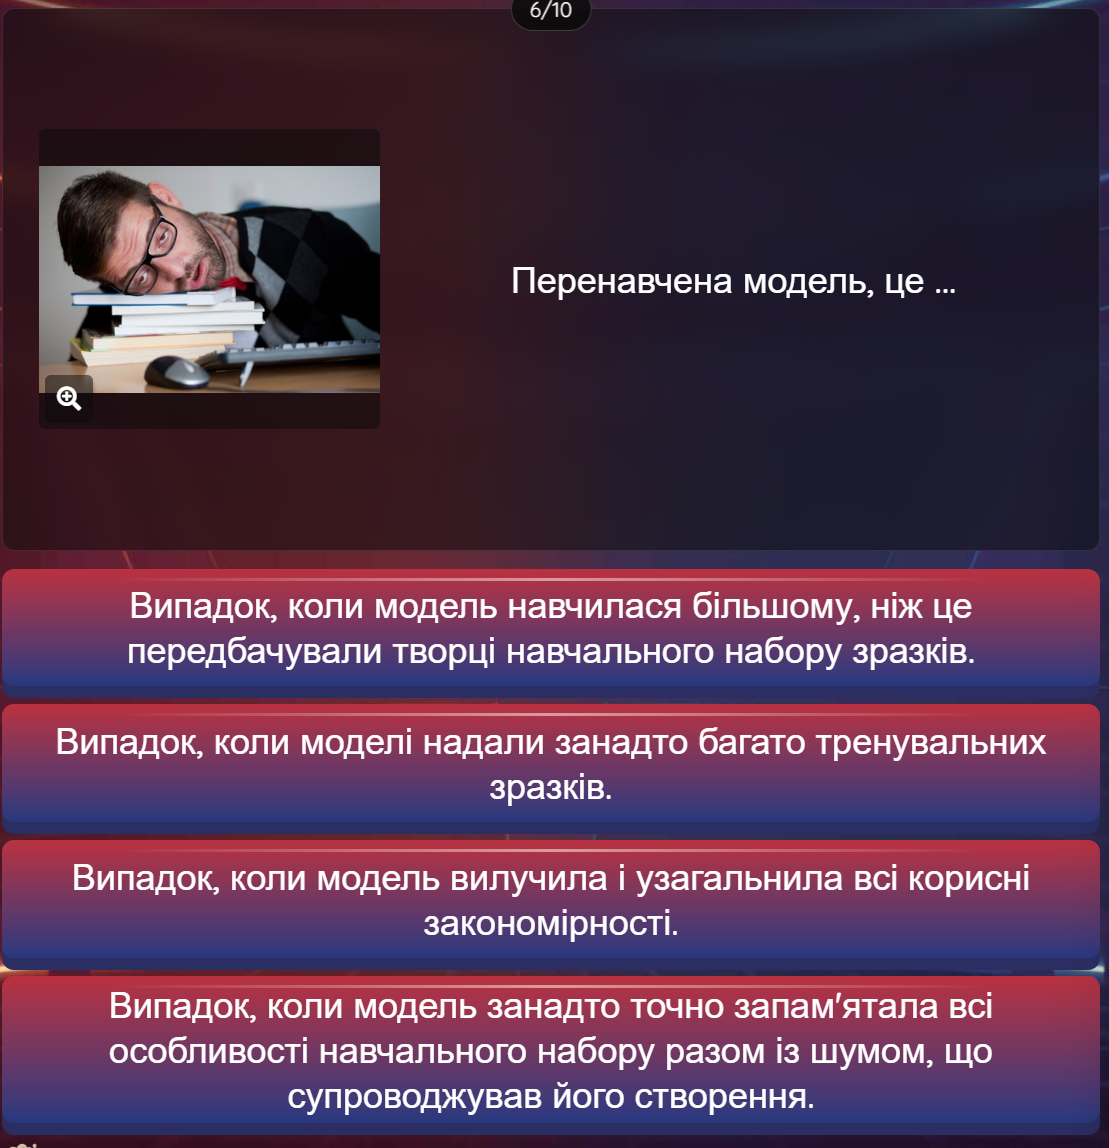 6/10
Перенавчена модель, це ...
Випадок, коли модель навчилася більшому, ніж це
передбачували творці навчального набору зразків.
Випадок, коли моделі надали занадто багато тренувальних
зразків.
Випадок, коли модель вилучила і узагальнила всі корисні
закономірності.
Випадок, коли модель занадто точно запам′ятала всі
особливості навчального набору разом із шумом, що
супроводжував його створення.